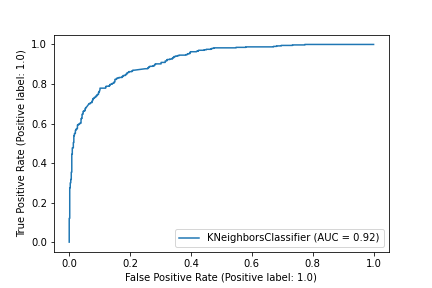 1.0
0.8
0.6
0.4
0.2
0.0
True Positive Rate (Positive label: 1.0)
KNeighborsClassifier (AUC = 0.92)
0.0 0.2 0.4 0.6 0.8 1.0
False Positive Rate (Positive label: 1.0)